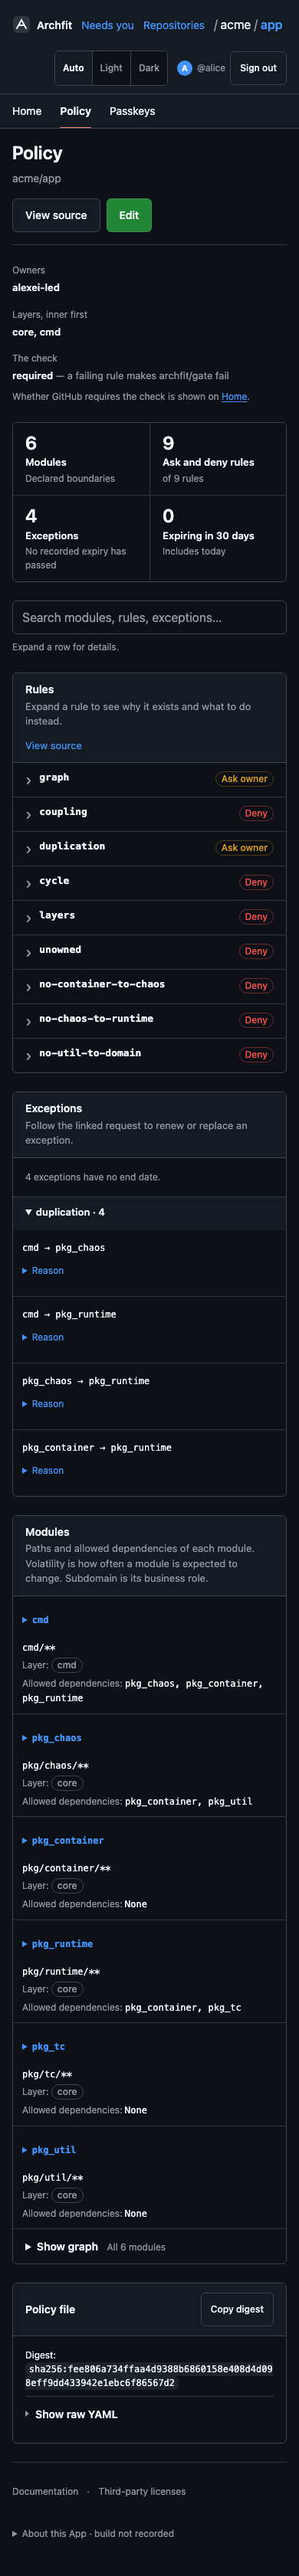 Archfit Needs you Repositories / acme / app
Auto Light Dark A @alice Sign out
Home Policy Passkeys
Policy
acme/app
View source Edit
Owners
alexei-led
Layers, inner first
core, cmd
The check
required — a failing rule makes archfit/gate fail
Whether GitHub requires the check is shown on Home.
6
Modules
Declared boundaries
9
Ask and deny rules
of 9 rules
4
Exceptions
No recorded expiry has
passed
0
Expiring in 30 days
Includes today
Search modules, rules, exceptions...
Expand a row for details.
Rules
Expand a rule to see why it exists and what to do
instead.
View source
graph Ask owner
coupling Deny
duplication Ask owner
cycle Deny
layers Deny
unowned Deny
no-container-to-chaos Deny
no-chaos-to-runtime Deny
no-util-to-domain Deny
Exceptions
Follow the linked request to renew or replace an
exception.
4 exceptions have no end date.
duplication · 4
cmd → pkg_chaos
Reason
cmd → pkg_runtime
Reason
pkg_chaos → pkg_runtime
Reason
pkg_container → pkg_runtime
Reason
Modules
Paths and allowed dependencies of each module.
Volatility is how often a module is expected to
change. Subdomain is its business role.
cmd
cmd/**
Layer: cmd
Allowed dependencies: pkg_chaos, pkg_container,
pkg_runtime
pkg_chaos
pkg/chaos/**
Layer: core
Allowed dependencies: pkg_container, pkg_util
pkg_container
pkg/container/**
Layer: core
Allowed dependencies: None
pkg_runtime
pkg/runtime/**
Layer: core
Allowed dependencies: pkg_container, pkg_tc
pkg_tc
pkg/tc/**
Layer: core
Allowed dependencies: None
pkg_util
pkg/util/**
Layer: core
Allowed dependencies: None
Show graph All 6 modules
Policy file Copy digest
Digest:
sha256:fee806a734ffaa4d9388b6860158e408d4d09
8eff9dd433942e1ebc6f86567d2
Show raw YAML
Documentation · Third-party licenses
About this App · build not recorded